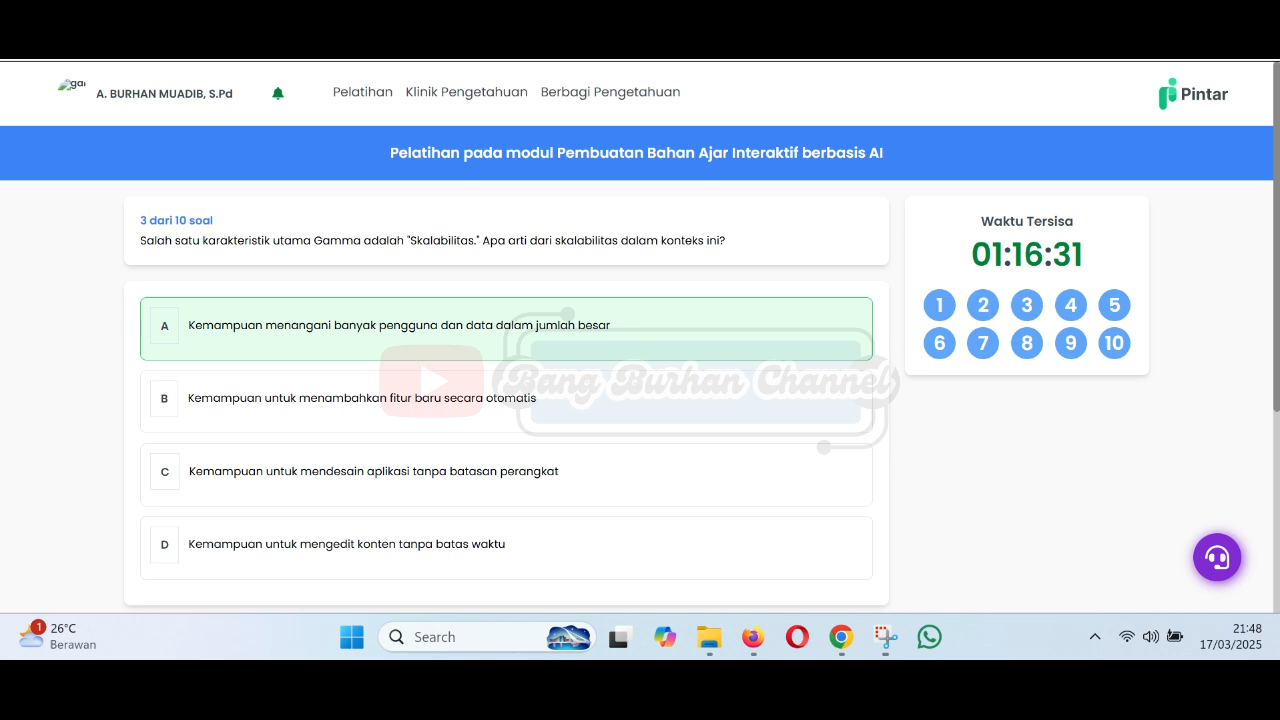 gar
A. BURHAN MUADIB, S.Pd
Pelatihan
Klinik Pengetahuan
Berbagi Pengetahuan
Pintar
Pelatihan pada modul Pembuatan Bahan Ajar Interaktif berbasis AI
3 dari 10 soal
Salah satu karakteristik utama Gamma adalah "Skalabilitas." Apa arti dari skalabilitas dalam konteks ini?
Waktu Tersisa
01:16:31
1 2 3 4 5
6 7 8 9 10
A Kemampuan menangani banyak pengguna dan data dalam jumlah besar
Bang Burhan Channel
B Kemampuan untuk menambahkan fitur baru secara otomatis
C Kemampuan untuk mendesain aplikasi tanpa batasan perangkat
D Kemampuan untuk mengedit konten tanpa batas waktu
1
26°C
Berawan
Search
21:48
17/03/2025